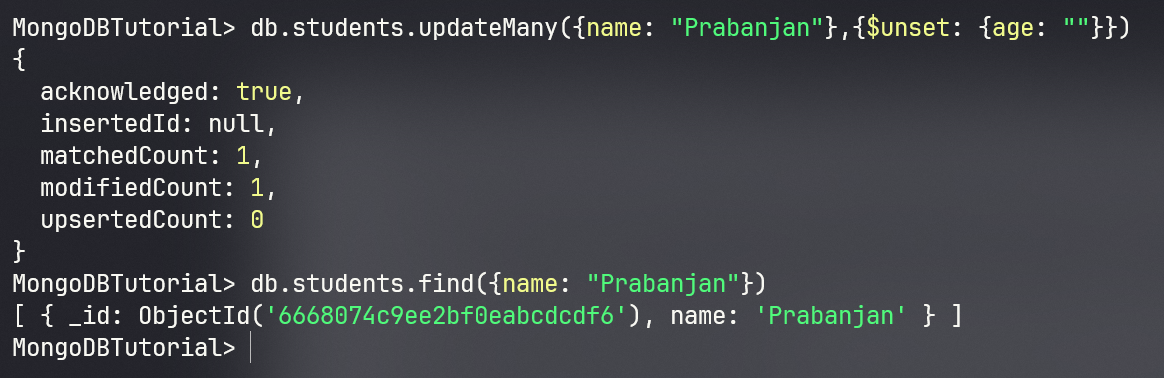 MongoDBTutorial> db.students.updateMany({name: "Prabanjan"},{$unset: {age: ""}})
{
  acknowledged: true,
  insertedId: null,
  matchedCount: 1,
  modifiedCount: 1,
  upsertedCount: 0
}
MongoDBTutorial> db.students.find({name: "Prabanjan"})
[ { _id: ObjectId('6668074c9ee2bf0eabcdcdf6'), name: 'Prabanjan' } ]
MongoDBTutorial>